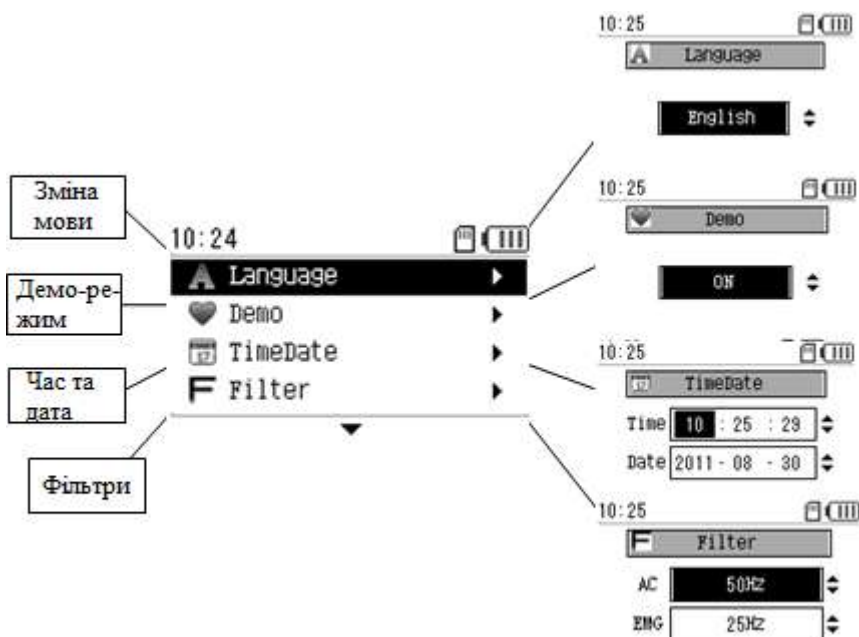 Зміна
мови
Демо-ре-
жим
Час та
дата
Фільтри
10:24
Language
Demo
TimeDate
Filter
10:25
Language
English
10:25
Demo
ON
10:25
TimeDate
Time 10 : 25 : 29
Date 2011 - 08 - 30
10:25
Filter
AC 50Hz
EMG 25Hz